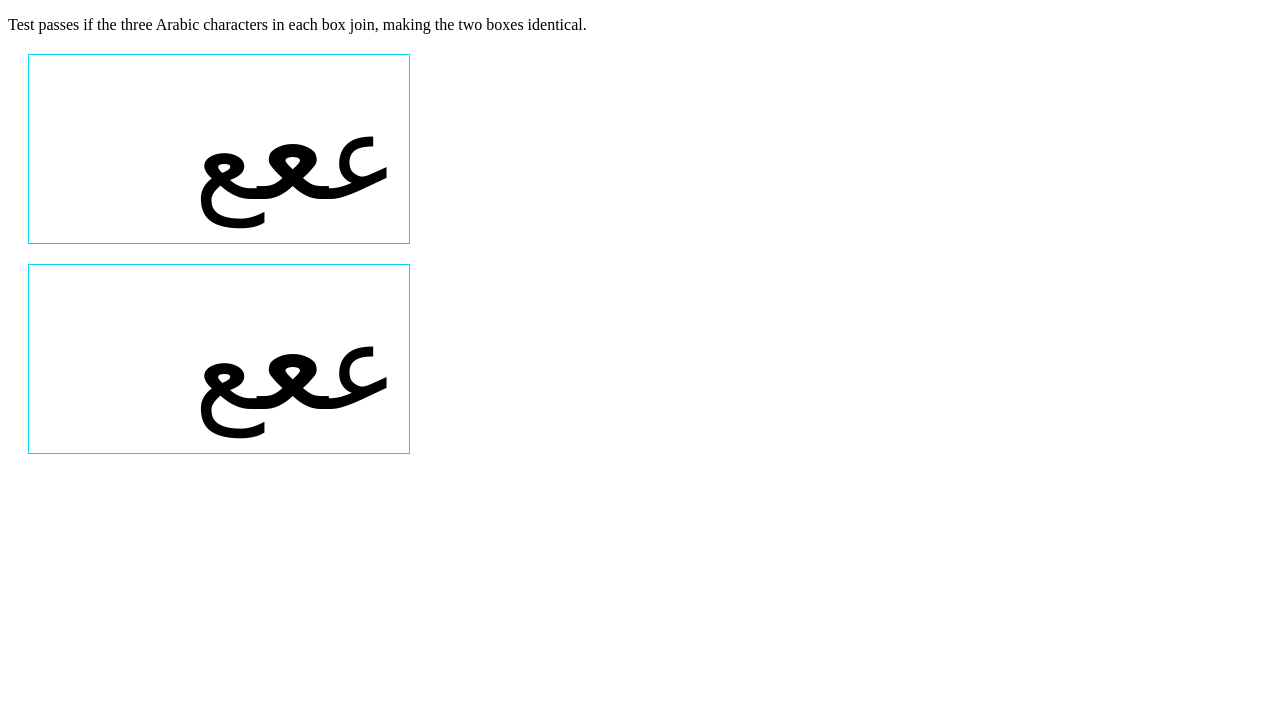 Test passes if the three Arabic characters in each box join, making the two boxes identical.
ععع
ععع